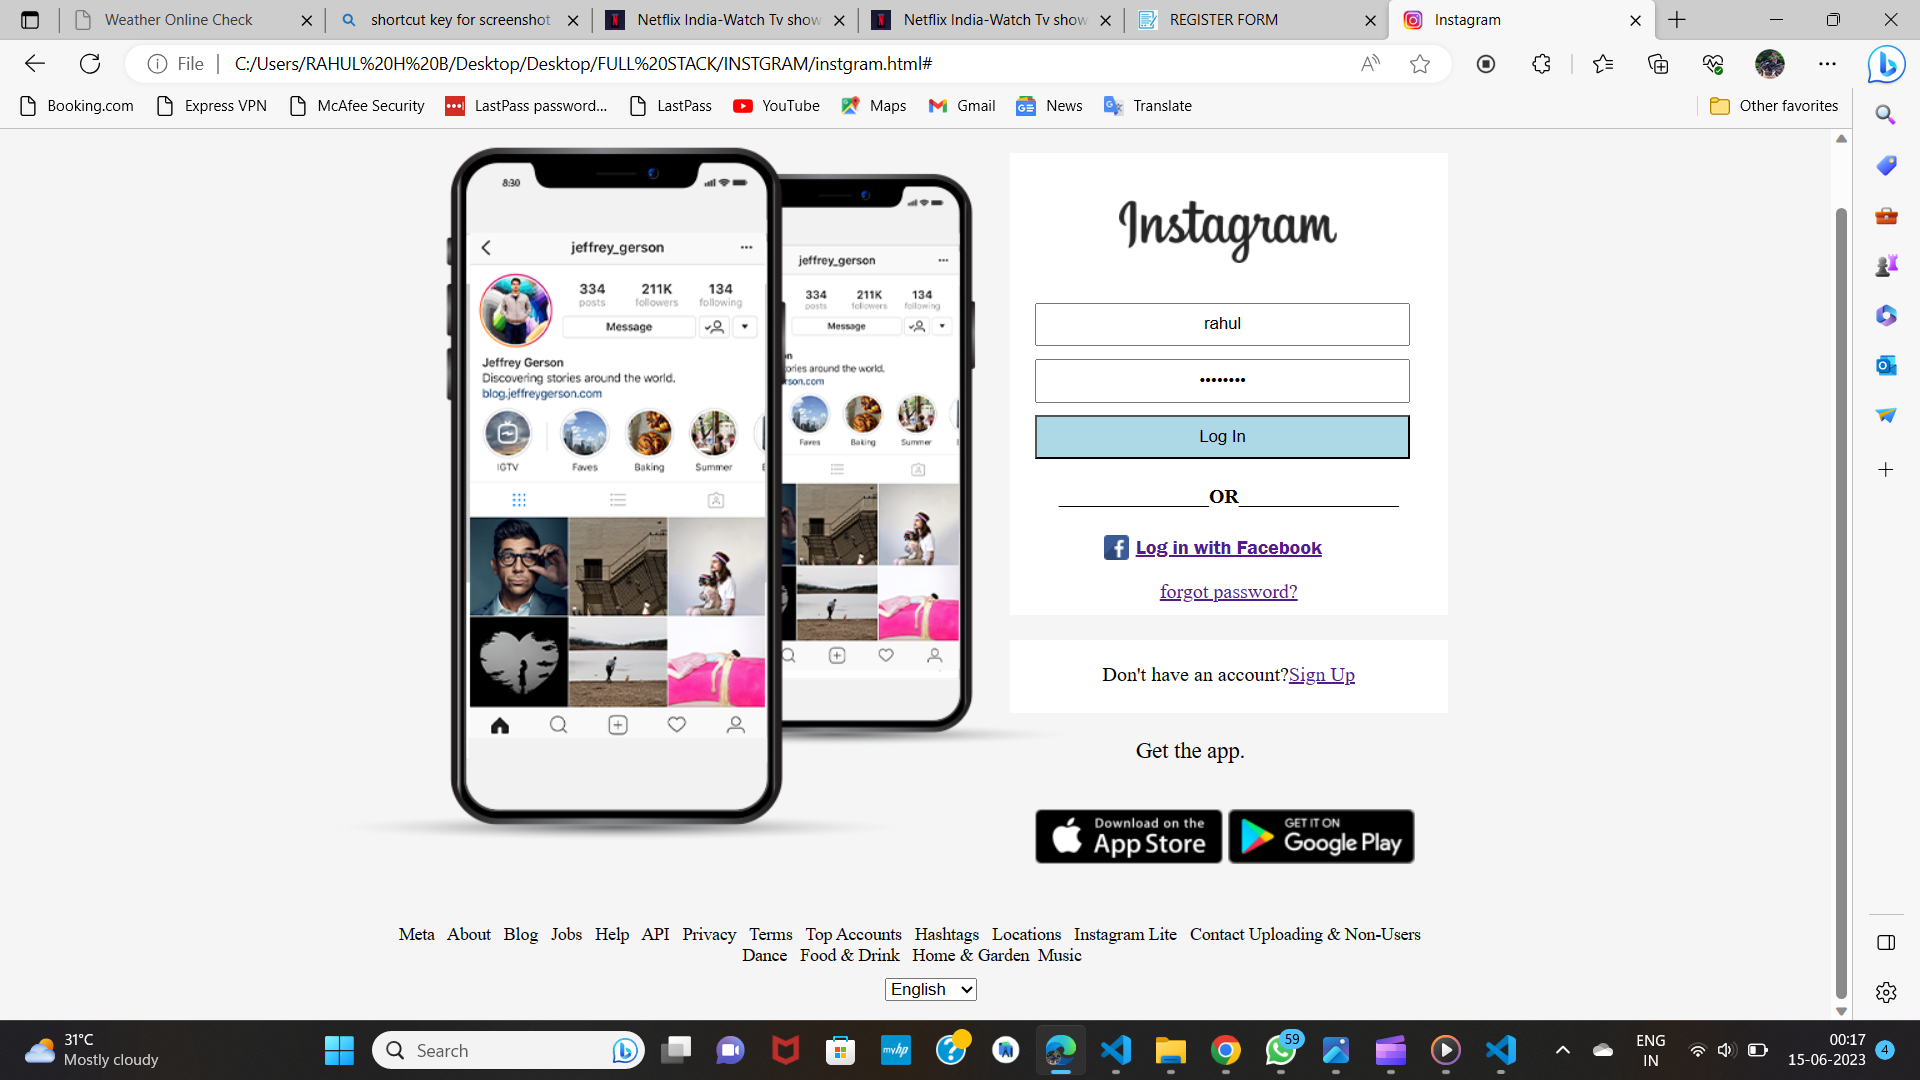 Weather Online Check
shortcut key for screenshot
Netflix India-Watch Tv show
Netflix India-Watch Tv show
REGISTER FORM
Instagram
File
C:/Users/RAHUL%20H%20B/Desktop/Desktop/FULL%20STACK/INSTGRAM/instgram.html#
Booking.com
Express VPN
McAfee Security
LastPass password...
LastPass
YouTube
Maps
Gmail
News
Translate
Other favorites
8:30
jeffrey_gerson
334
211K
134
posts
followers
following
Message
Jeffrey Gerson
Discovering stories around the world.
blog.jeffreygerson.com
IGTV
Faves
Baking
Summer
jeffrey_gerson
334
211K
134
posts
followers
following
Message
ories around the world.
rson.com
Faves
Baking
Summer
Instagram
rahul
••••••••
Log In
OR
Log in with Facebook
forgot password?
Don't have an account?Sign Up
Get the app.
Download on the
App Store
GET IT ON
Google Play
Meta About Blog Jobs Help API Privacy Terms Top Accounts Hashtags Locations Instagram Lite Contact Uploading & Non-Users
Dance Food & Drink Home & Garden Music
English
31°C
Mostly cloudy
Search
myhp
59
ENG
IN
00:17
15-06-2023
4